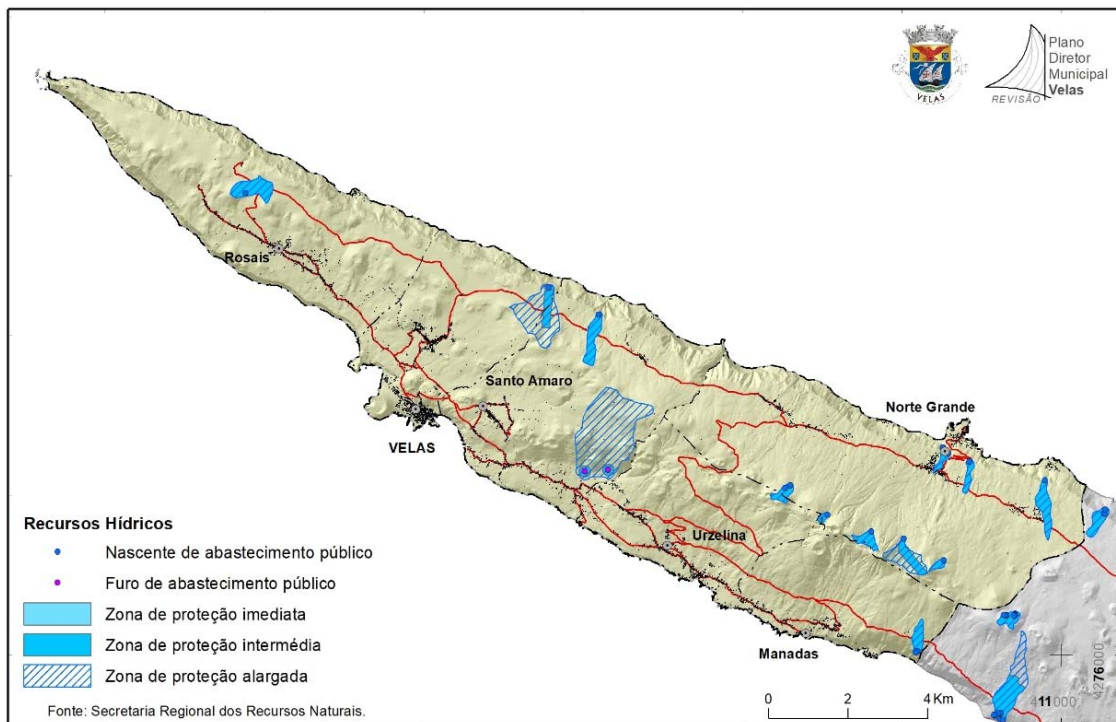 VELAS
Plano
Diretor
Municipal
Velas
REVISÃO
Rosais
Santo Amaro
VELAS
Norte Grande
Urzelina
Manadas
Recursos Hídricos
Nascente de abastecimento público
Furo de abastecimento público
Zona de proteção imediata
Zona de proteção intermédia
Zona de proteção alargada
Fonte: Secretaria Regional dos Recursos Naturais.
0 2 4 Km
411000
4276000